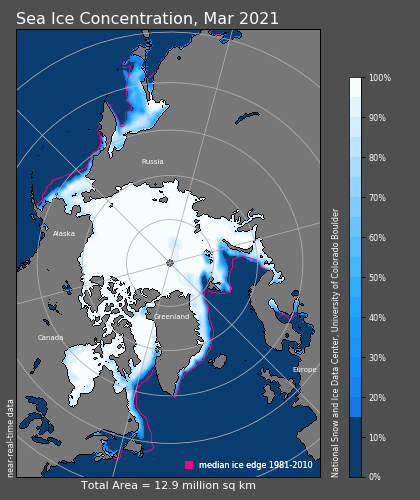 Sea Ice Concentration, Mar 2021
Russia
Alaska
Greenland
Canada
Europe
near-real-time data
median ice edge 1981-2010
Total Area = 12.9 million sq km
National Snow and Ice Data Center, University of Colorado Boulder
100%
90%
80%
70%
60%
50%
40%
30%
20%
10%
0%